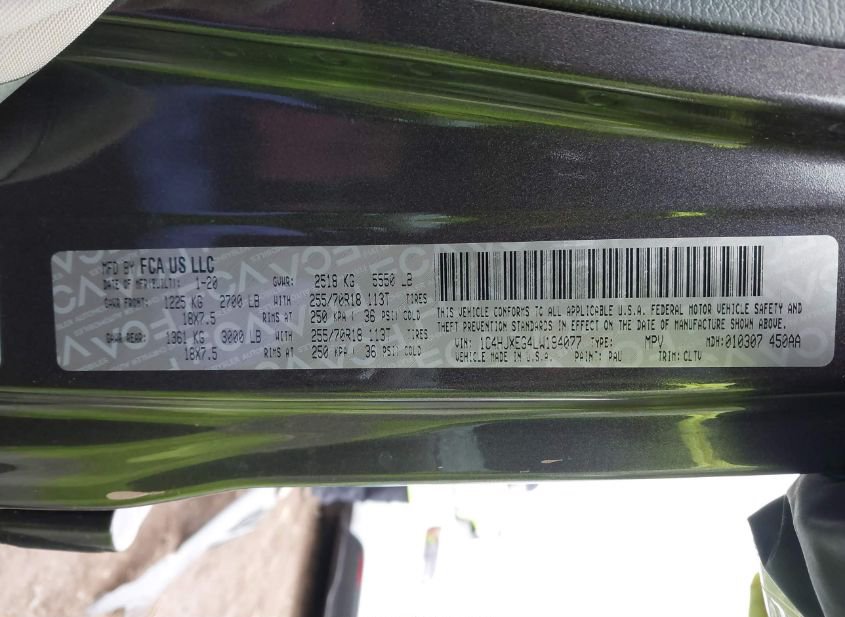 MFD BY FCA US LLC
DATE OF MFR(BUILT): 1-20 GVWR: 2518 KG 5550 LB
GAWR FRONT: 1225 KG 2700 LB WITH 255/70R18 113T TIRES
18X7.5 RIMS AT 250 KPA ( 36 PSI) COLD
GAWR REAR: 1361 KG 3000 LB WITH 255/70R18 113T TIRES
18X7.5 RIMS AT 250 KPA ( 36 PSI) COLD
THIS VEHICLE CONFORMS TO ALL APPLICABLE U.S.A. FEDERAL MOTOR VEHICLE SAFETY AND
THEFT PREVENTION STANDARDS IN EFFECT ON THE DATE OF MANUFACTURE SHOWN ABOVE.
VIN: 1C4HJXEG4LW194077 TYPE: MPV MDH: 010307 450AA
VEHICLE MADE IN U.S.A. PAINT: PAU TRIM: CLTV